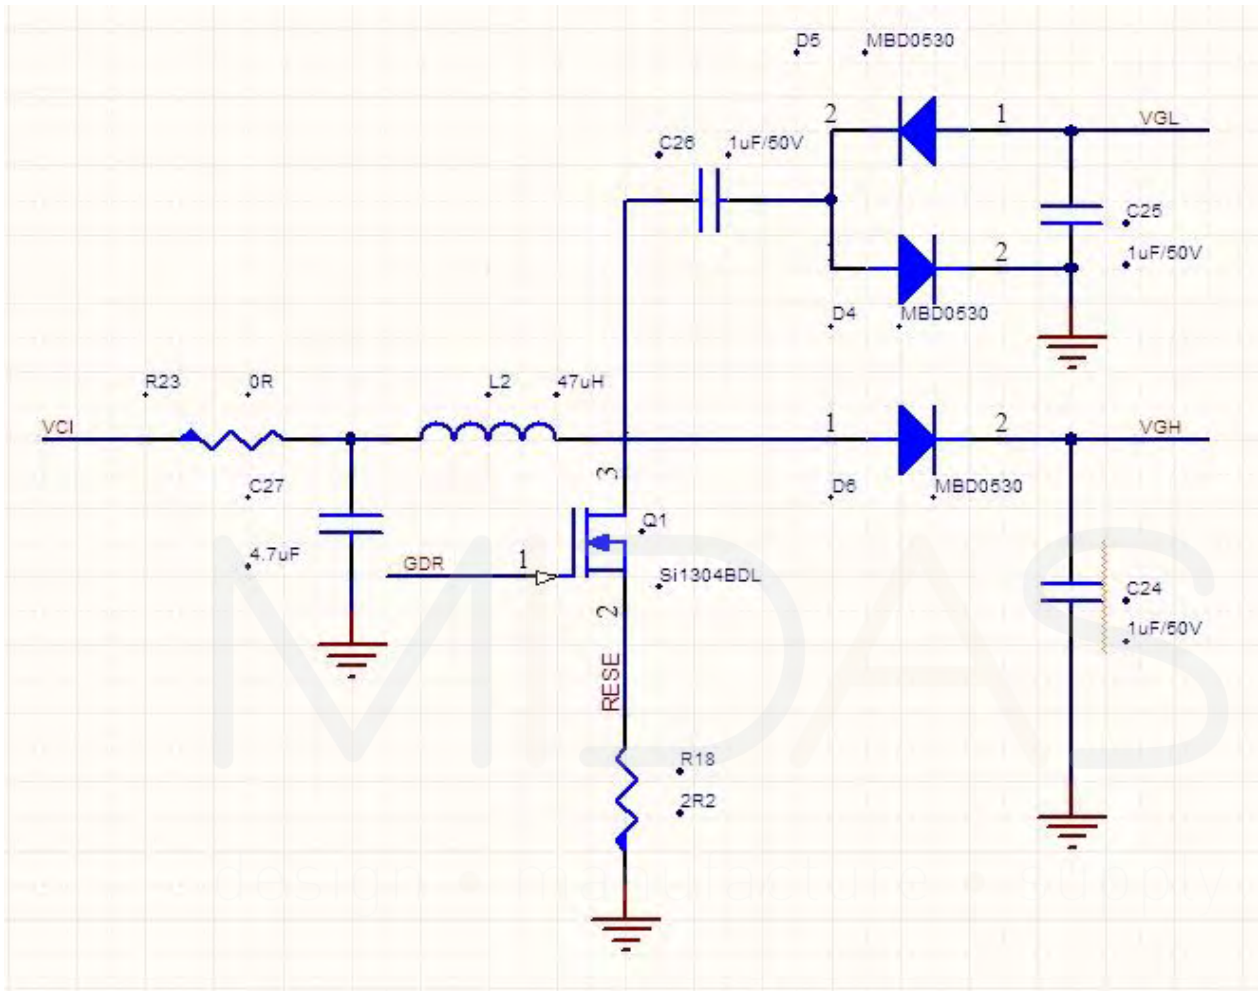 D5 MBD0530
2 1 VGL
C26 1uF/50V
C25
1uF/50V
2
D4 MBD0530
R23 0R L2 47uH
VCI 1 2 VGH
3
C27 D6 MBD0530
Q1
4.7uF GDR 1 Si1304BDL
C24
2 1uF/50V
RESE
MIDAS
R18
2R2
design • manufacture • supply